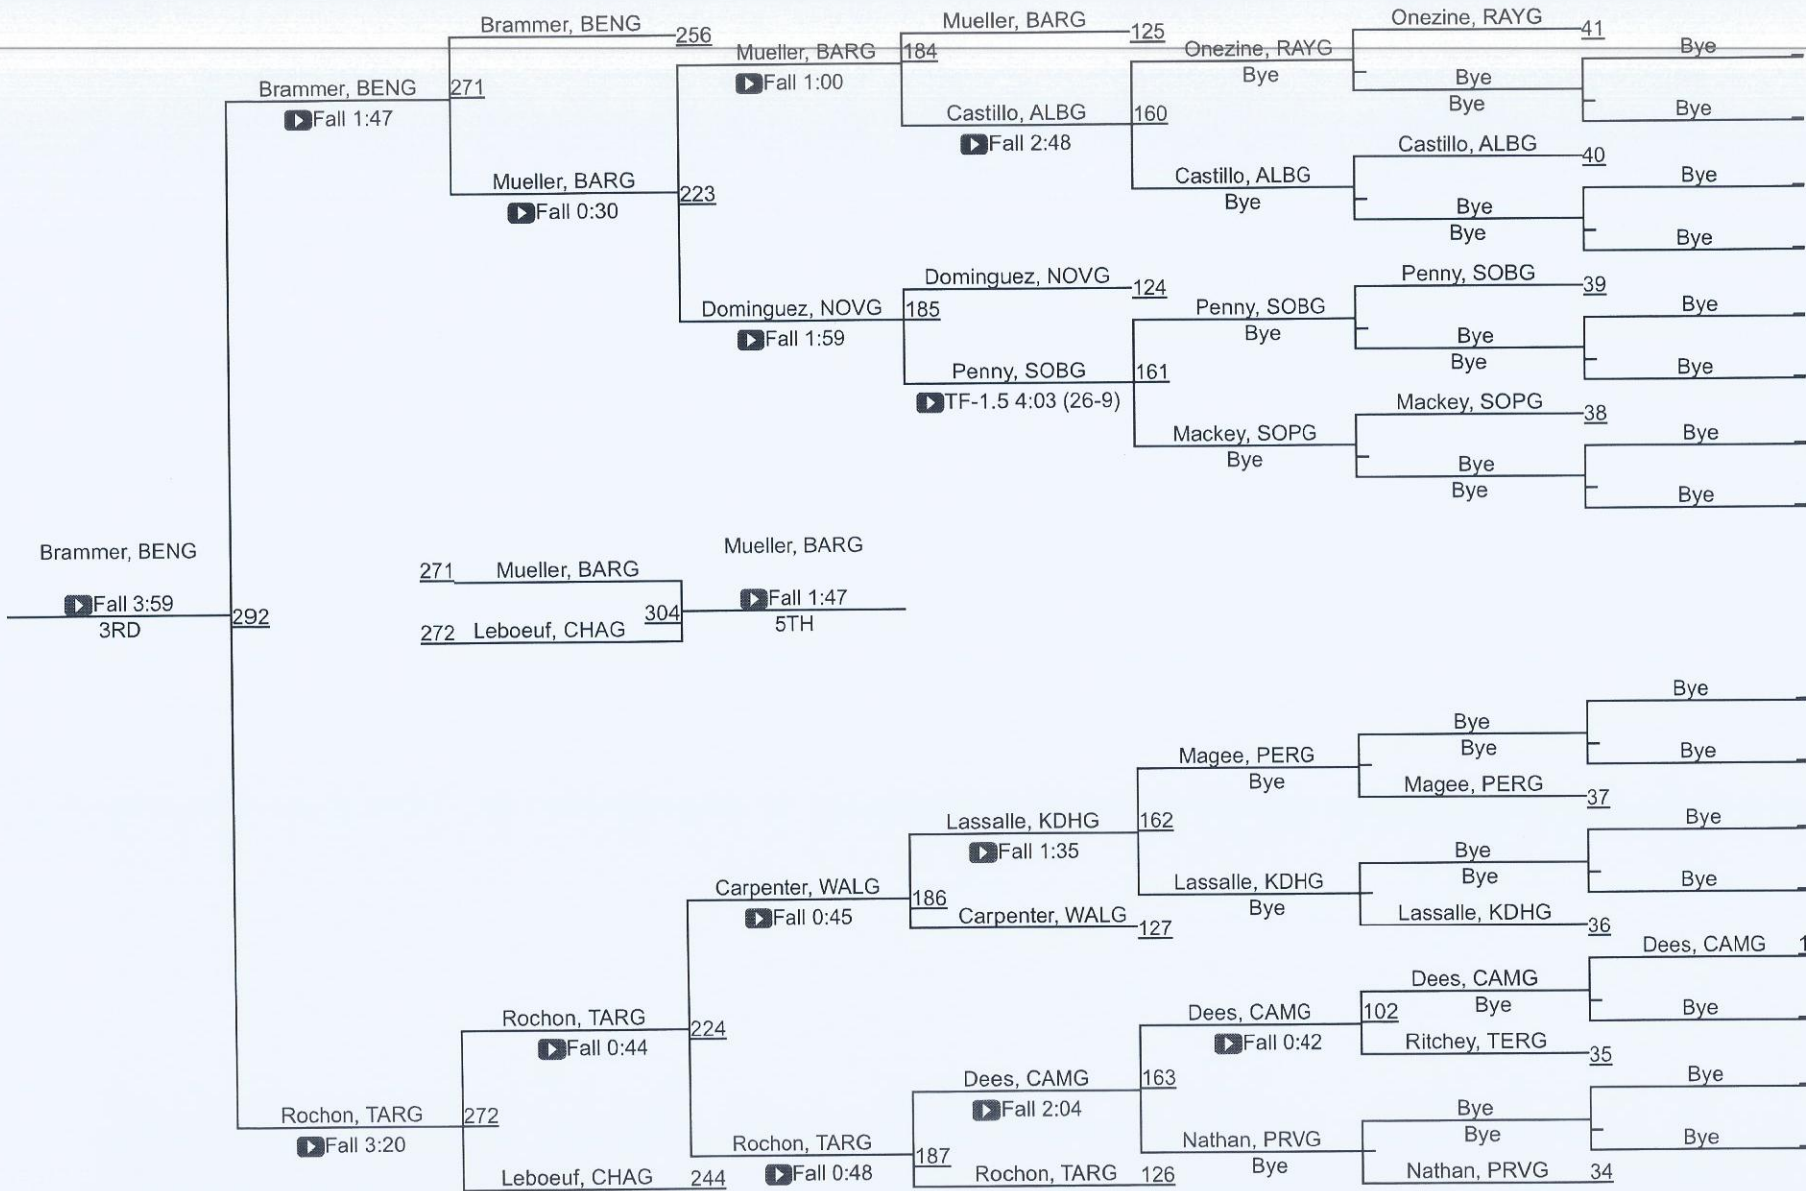 Brammer, BENG
Fall 3:59
3RD
292
Brammer, BENG
Fall 1:47
271
Brammer, BENG
256
Mueller, BARG
Fall 0:30
223
Mueller, BARG
Fall 1:00
184
Mueller, BARG
125
Castillo, ALBG
Fall 2:48
160
Onezine, RAYG
Bye
Onezine, RAYG
41
Bye
Bye
Bye
Bye
Castillo, ALBG
Bye
Castillo, ALBG
40
Bye
Bye
Bye
Bye
Dominguez, NOVG
Fall 1:59
185
Dominguez, NOVG
124
Penny, SOBG
TF-1.5 4:03 (26-9)
161
Penny, SOBG
Bye
Penny, SOBG
39
Bye
Bye
Bye
Bye
Mackey, SOPG
Bye
Mackey, SOPG
38
Bye
Bye
Bye
Bye
271
Mueller, BARG
272
Leboeuf, CHAG
304
Mueller, BARG
Fall 1:47
5TH
Rochon, TARG
Fall 3:20
272
Rochon, TARG
Fall 0:44
224
Carpenter, WALG
Fall 0:45
186
Lassalle, KDHG
Fall 1:35
162
Magee, PERG
Bye
Bye
Bye
Bye
Bye
Magee, PERG
37
Lassalle, KDHG
Bye
Bye
Bye
Bye
Bye
Lassalle, KDHG
36
Carpenter, WALG
127
Rochon, TARG
Fall 0:48
187
Dees, CAMG
Fall 2:04
163
Dees, CAMG
Fall 0:42
102
Dees, CAMG
Bye
Dees, CAMG
1
Bye
Ritchey, TERG
35
Nathan, PRVG
Bye
Bye
Bye
Bye
Bye
Nathan, PRVG
34
Rochon, TARG
126
Leboeuf, CHAG
244